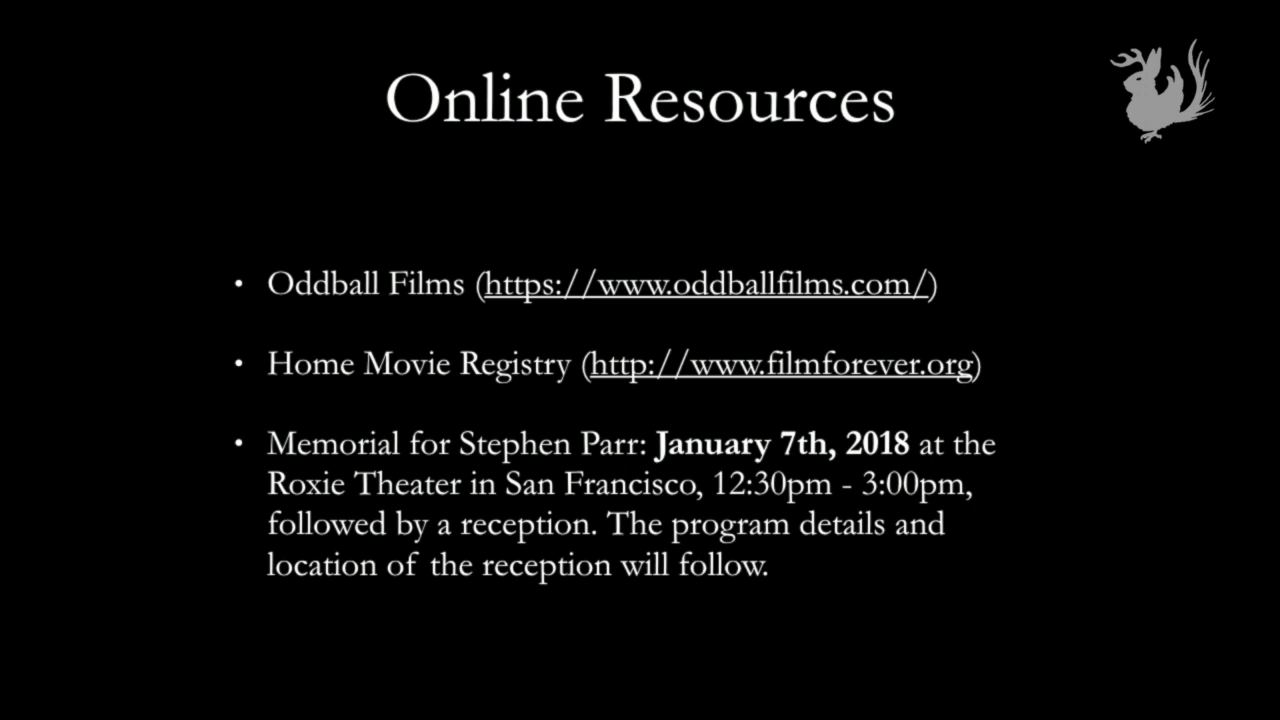 Online Resources
• Oddball Films (https://www.oddballfilms.com/)
• Home Movie Registry (http://www.filmforever.org)
• Memorial for Stephen Parr: January 7th, 2018 at the
Roxie Theater in San Francisco, 12:30pm - 3:00pm,
followed by a reception. The program details and
location of the reception will follow.